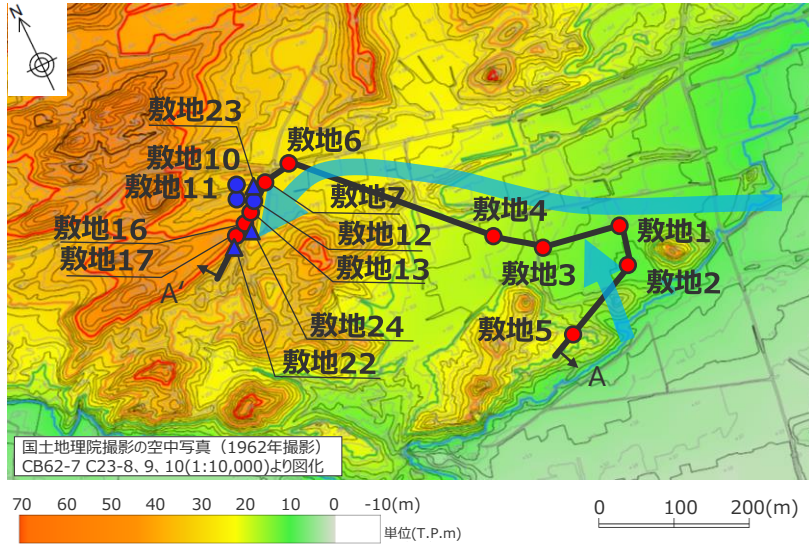 N
敷地23
敷地6
敷地10
敷地11
敷地7
敷地4
敷地16
敷地12
敷地1
敷地17
敷地13
敷地3
敷地2
A'
敷地24
敷地5
敷地22
A
国土地理院撮影の空中写真（1962年撮影）
CB62-7 C23-8、9、10(1:10,000)より図化
70 60 50 40 30 20 10 0 -10(m)
単位(T.P.m)
0 100 200(m)